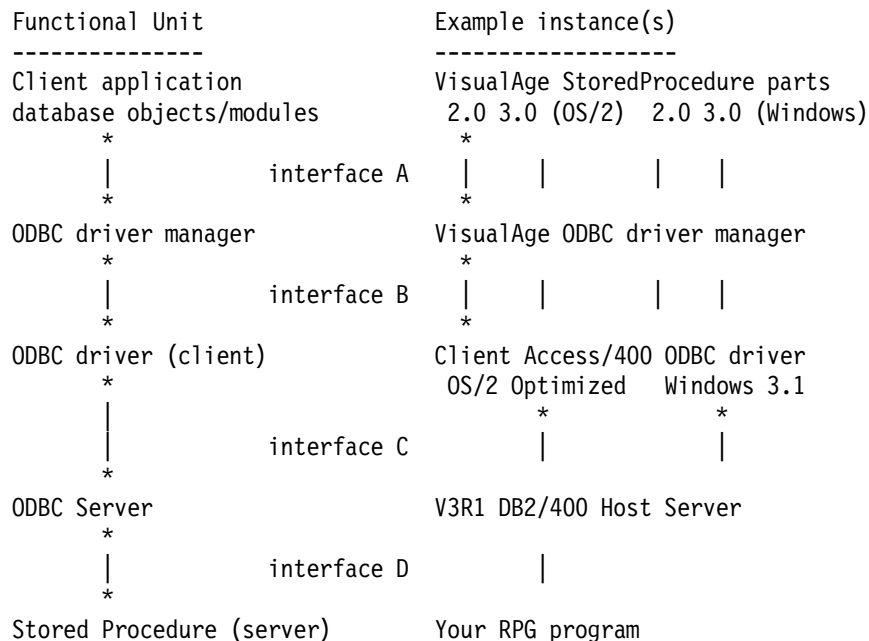 Functional Unit                  Example instance(s)
---------------                  -------------------
Client application               VisualAge StoredProcedure parts
database objects/modules          2.0 3.0 (OS/2)  2.0 3.0 (Windows)
       *                           *
       |            interface A    |     |        |    |
       *                           *
ODBC driver manager              VisualAge ODBC driver manager
       *                           *
       |            interface B    |     |        |    |
       *                           *
ODBC driver (client)             Client Access/400 ODBC driver
       *                          OS/2 Optimized   Windows 3.1
       |                                 *             *
       |            interface C          |             |
       *
ODBC Server                      V3R1 DB2/400 Host Server
       *
       |            interface D          |
       *
Stored Procedure (server)        Your RPG program